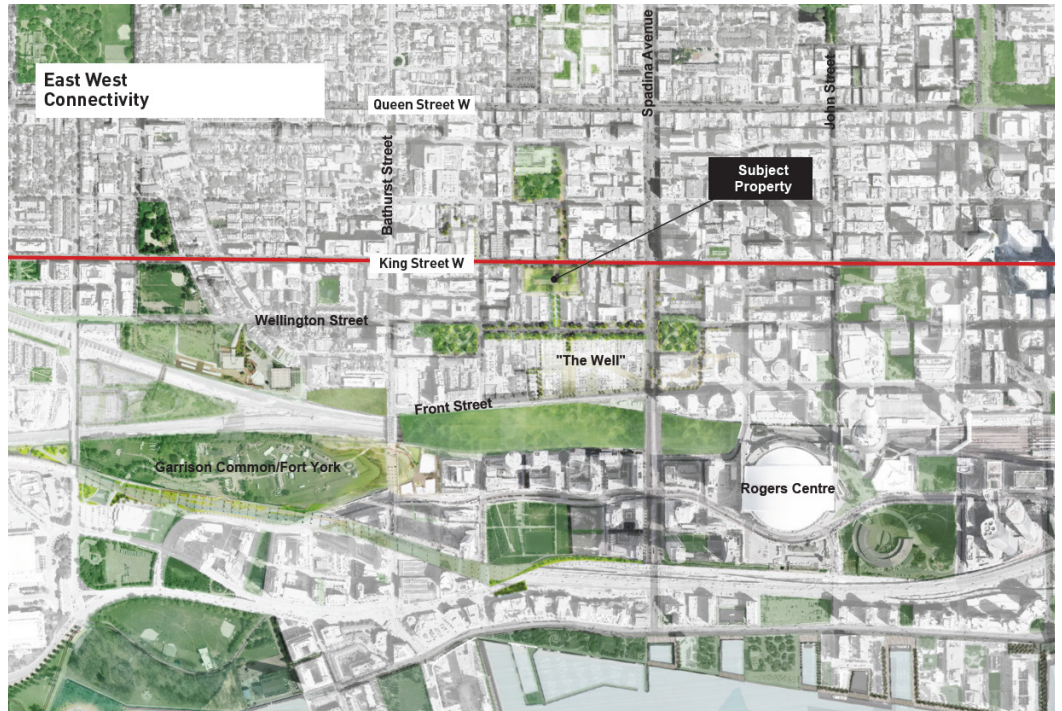 East West
Connectivity
Queen Street W
Spadina Avenue
John Street
Bathurst Street
Subject
Property
King Street W
Wellington Street
"The Well"
Front Street
Garrison Common/Fort York
Rogers Centre